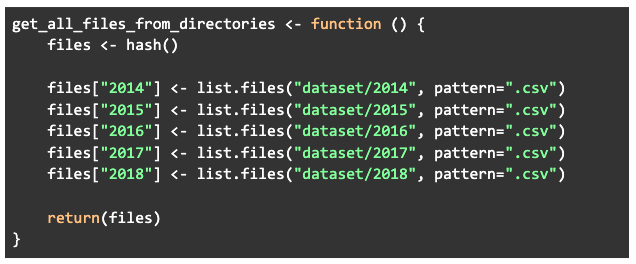 get_all_files_from_directories <- function () {
    files <- hash()

    files["2014"] <- list.files("dataset/2014", pattern=".csv")
    files["2015"] <- list.files("dataset/2015", pattern=".csv")
    files["2016"] <- list.files("dataset/2016", pattern=".csv")
    files["2017"] <- list.files("dataset/2017", pattern=".csv")
    files["2018"] <- list.files("dataset/2018", pattern=".csv")

    return(files)
}